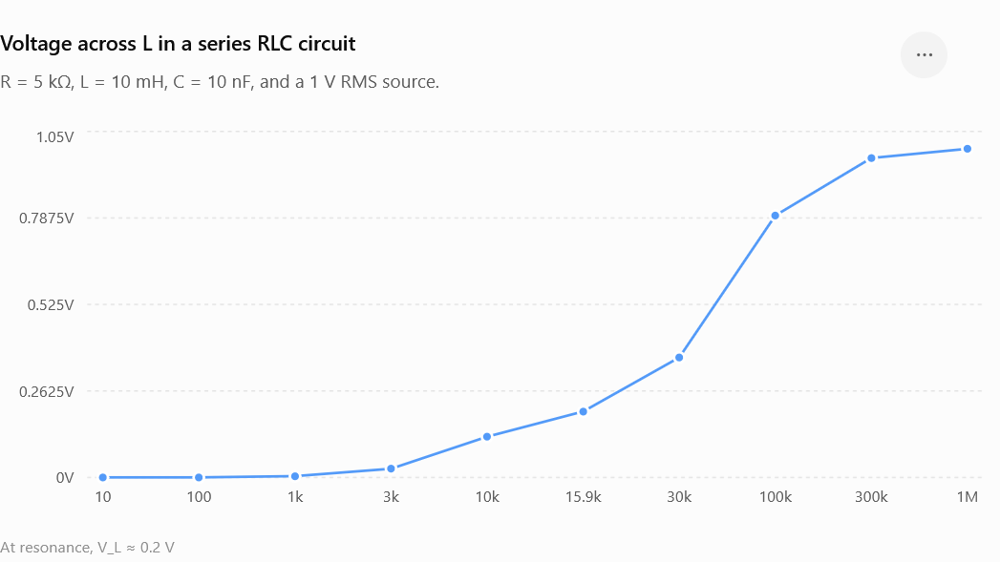 Voltage across L in a series RLC circuit
R = 5 kΩ, L = 10 mH, C = 10 nF, and a 1 V RMS source.
1.05V
0.7875V
0.525V
0.2625V
0V
10 100 1k 3k 10k 15.9k 30k 100k 300k 1M
At resonance, V_L ≈ 0.2 V